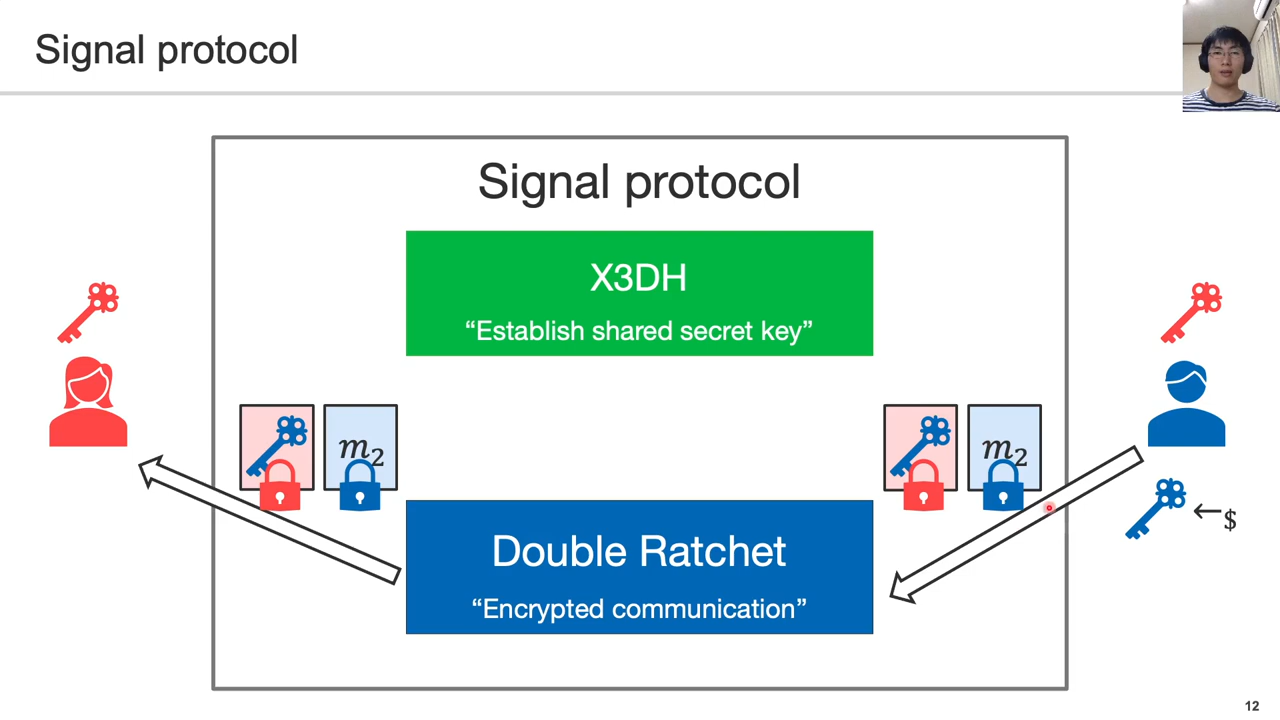 Signal protocol
Signal protocol
X3DH
“Establish shared secret key”
m₂
m₂
←$
Double Ratchet
“Encrypted communication”
12